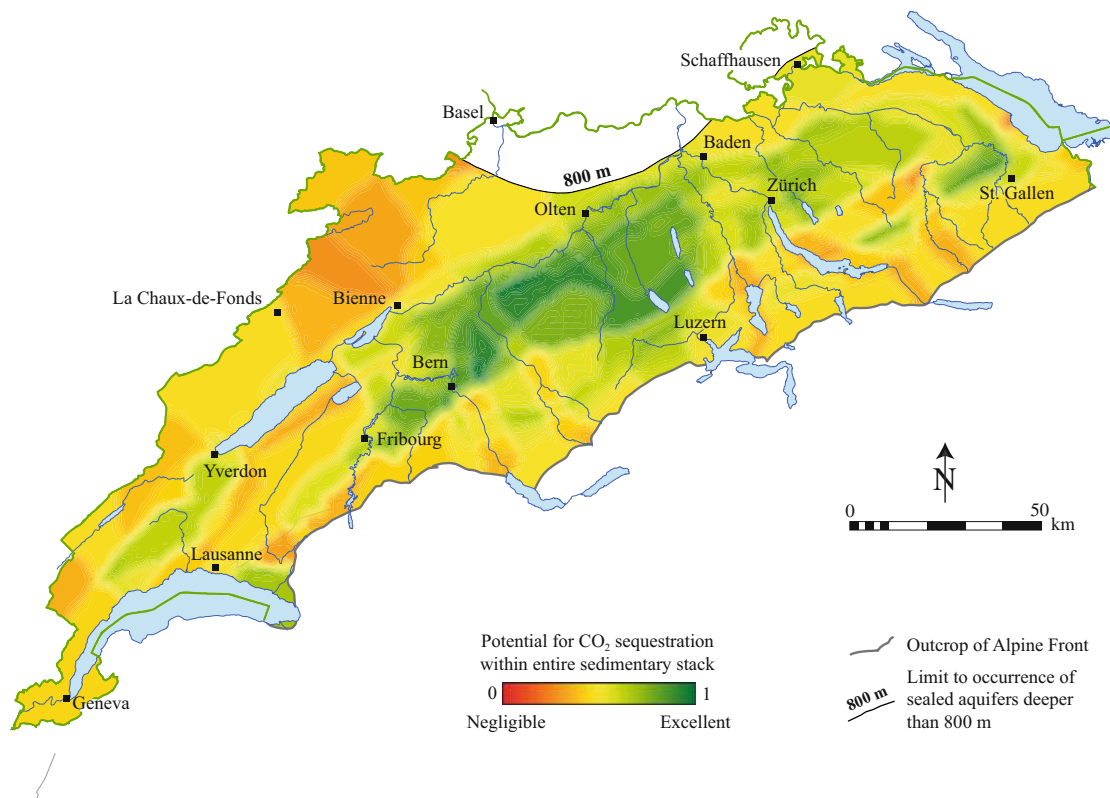 Schaffhausen
Basel
800 m
Baden
Zürich
Olten
St. Gallen
La Chaux-de-Fonds
Bienne
Luzern
Bern
Fribourg
Yverdon
N
0 50
km
Lausanne
Geneva
Potential for CO₂ sequestration
within entire sedimentary stack
0 1
Negligible Excellent
Outcrop of Alpine Front
800 m
Limit to occurrence of
sealed aquifers deeper
than 800 m